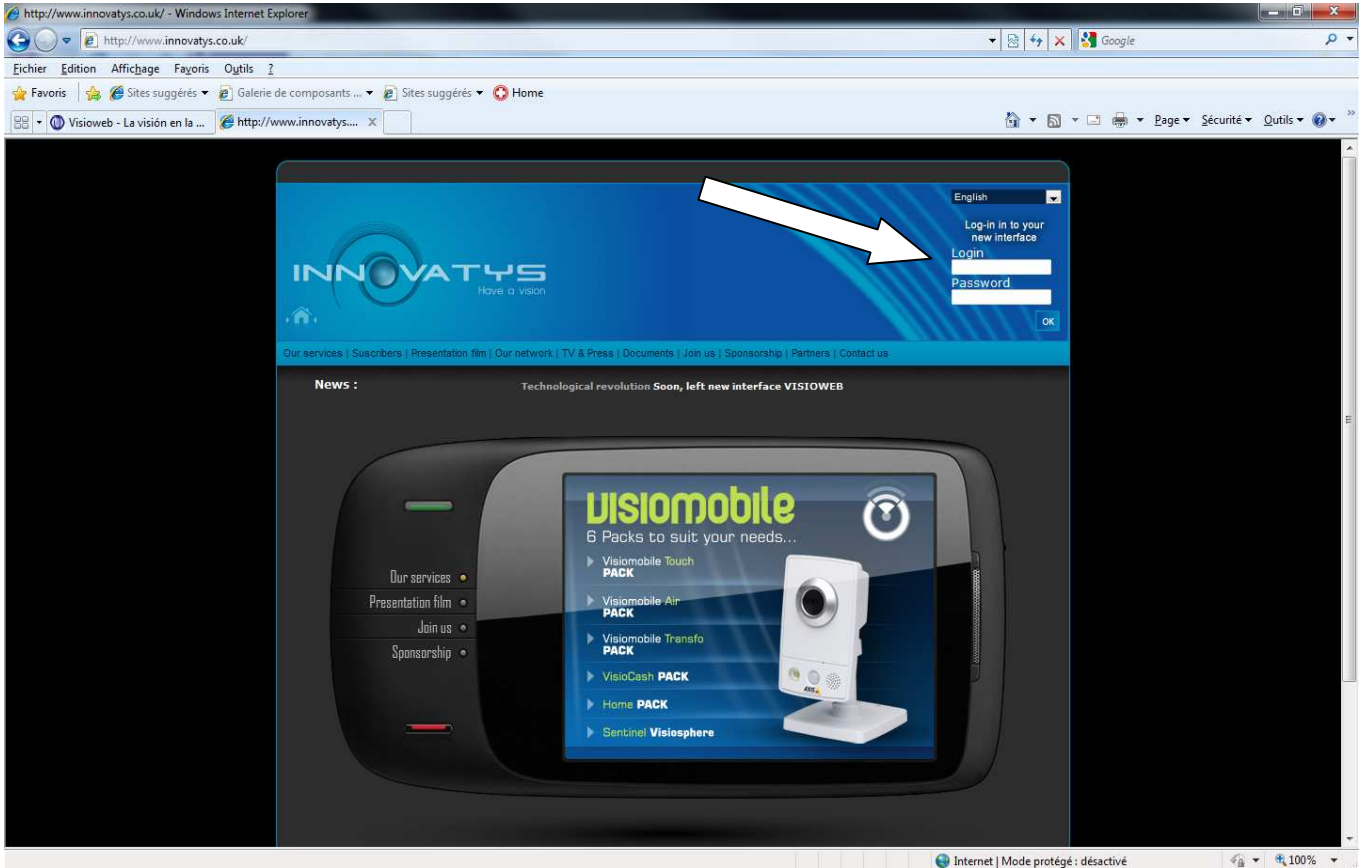 http://www.innovatys.co.uk/ - Windows Internet Explorer
http://www.innovatys.co.uk/
Google
Fichier Edition Affichage Favoris Outils ?
Favoris Sites suggérés Galerie de composants ... Sites suggérés Home
Visioweb - La visión en la ... http://www.innovatys.... X
Page Sécurité Outils
English
Log-in in to your
new interface
Login
Password
OK
INNOVATYS
Have a vision
Our services | Suscribers | Presentation film | Our network | TV & Press | Documents | Join us | Sponsorship | Partners | Contact us
News : Technological revolution Soon, left new interface VISIOWEB
Our services
Presentation film
Join us
Sponsorship
visiomobile
6 Packs to suit your needs...
Visiomobile Touch
PACK
Visiomobile Air
PACK
Visiomobile Transfo
PACK
VisioCash PACK
Home PACK
Sentinel Visiosphere
AXIS
Internet | Mode protégé : désactivé
100%